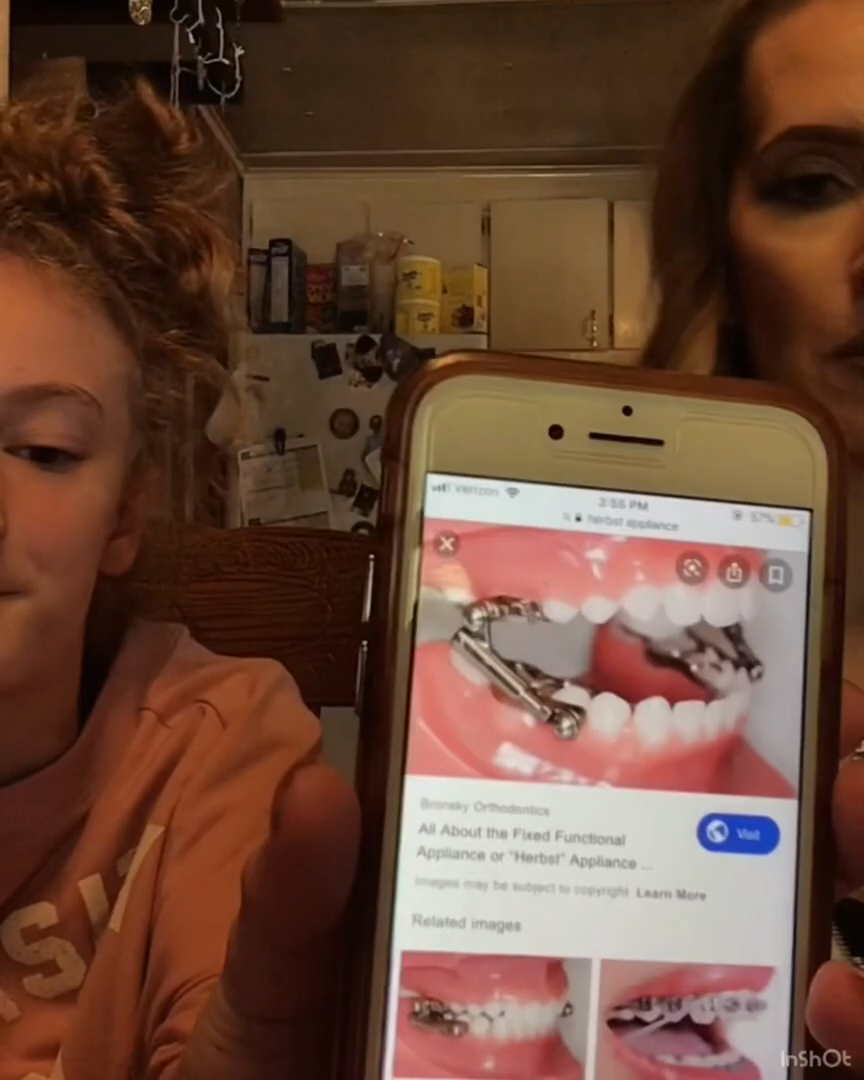 Verizon
3:55 PM
57%
herbst appliance
Bronsky Orthodontics
All About the Fixed Functional
Appliance or "Herbst" Appliance ...
Visit
Images may be subject to copyright Learn More
Related images
InShOt